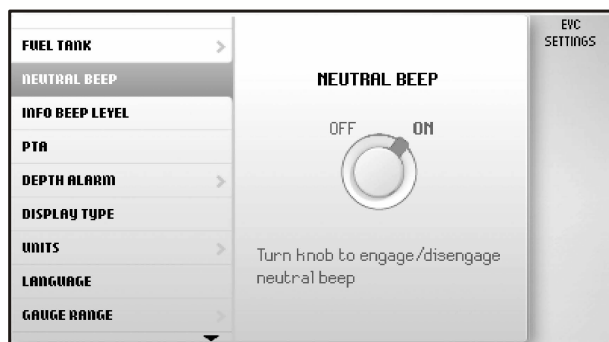 FUEL TANK
NEUTRAL BEEP
INFO BEEP LEVEL
PTA
DEPTH ALARM
DISPLAY TYPE
UNITS
LANGUAGE
GAUGE RANGE
NEUTRAL BEEP
OFF ON
Turn knob to engage/disengage
neutral beep
EVC
SETTINGS